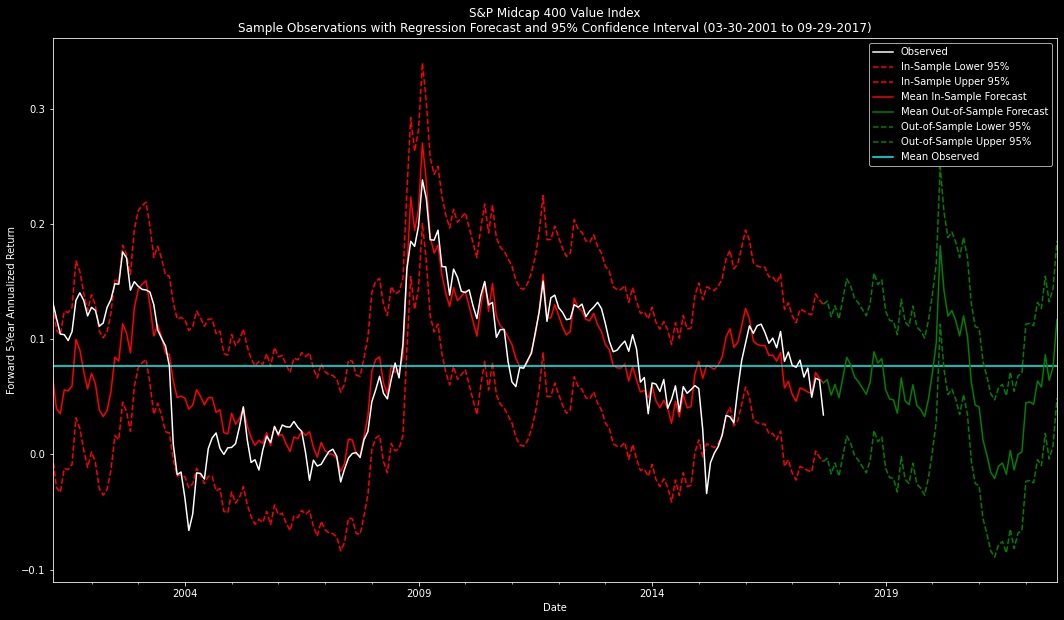 S&P Midcap 400 Value Index
Sample Observations with Regression Forecast and 95% Confidence Interval (03-30-2001 to 09-29-2017)
Observed
In-Sample Lower 95%
In-Sample Upper 95%
Mean In-Sample Forecast
Mean Out-of-Sample Forecast
Out-of-Sample Lower 95%
Out-of-Sample Upper 95%
Mean Observed
Forward 5-Year Annualized Return
0.3
0.2
0.1
0.0
−0.1
2004
2009
2014
2019
Date